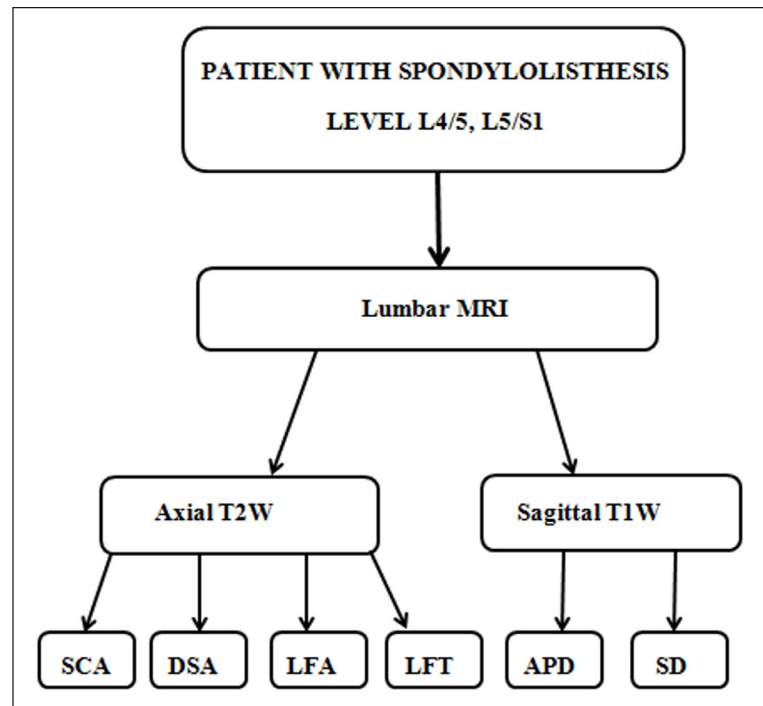 PATIENT WITH SPONDYLOLISTHESIS
LEVEL L4/5, L5/S1
Lumbar MRI
Axial T2W
Sagittal T1W
SCA
DSA
LFA
LFT
APD
SD